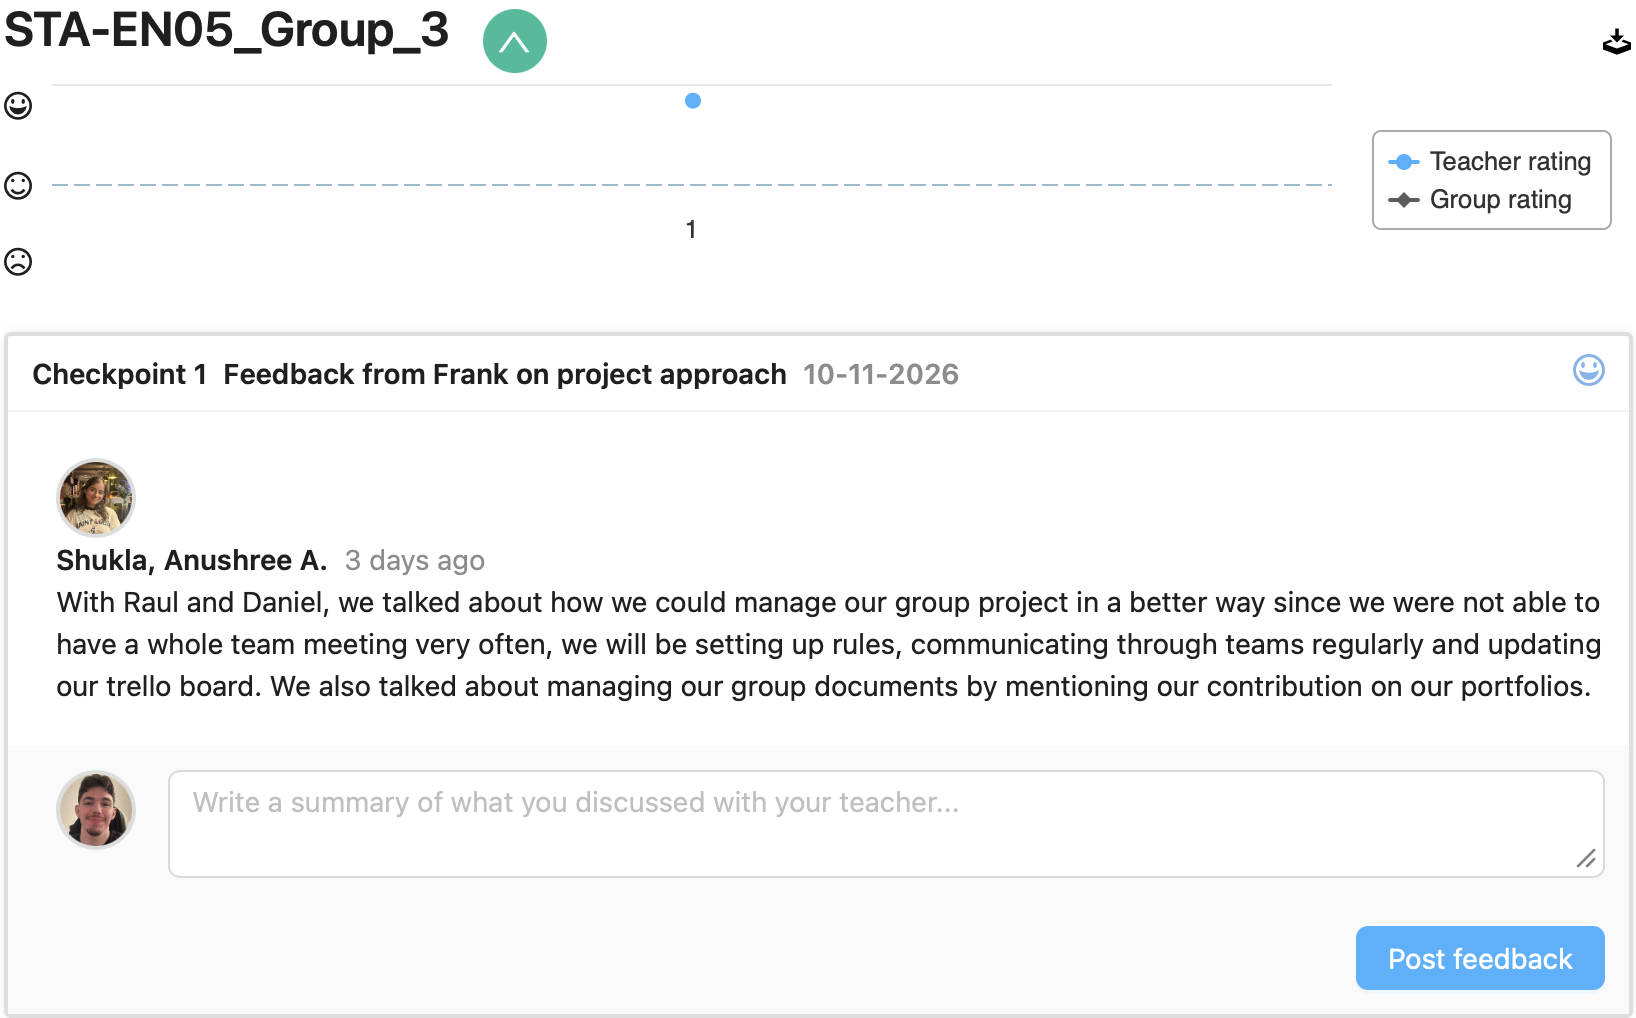 STA-EN05_Group_3
Teacher rating
Group rating
1
Checkpoint 1 Feedback from Frank on project approach 10-11-2026
Shukla, Anushree A. 3 days ago
With Raul and Daniel, we talked about how we could manage our group project in a better way since we were not able to
have a whole team meeting very often, we will be setting up rules, communicating through teams regularly and updating
our trello board. We also talked about managing our group documents by mentioning our contribution on our portfolios.
Write a summary of what you discussed with your teacher...
Post feedback